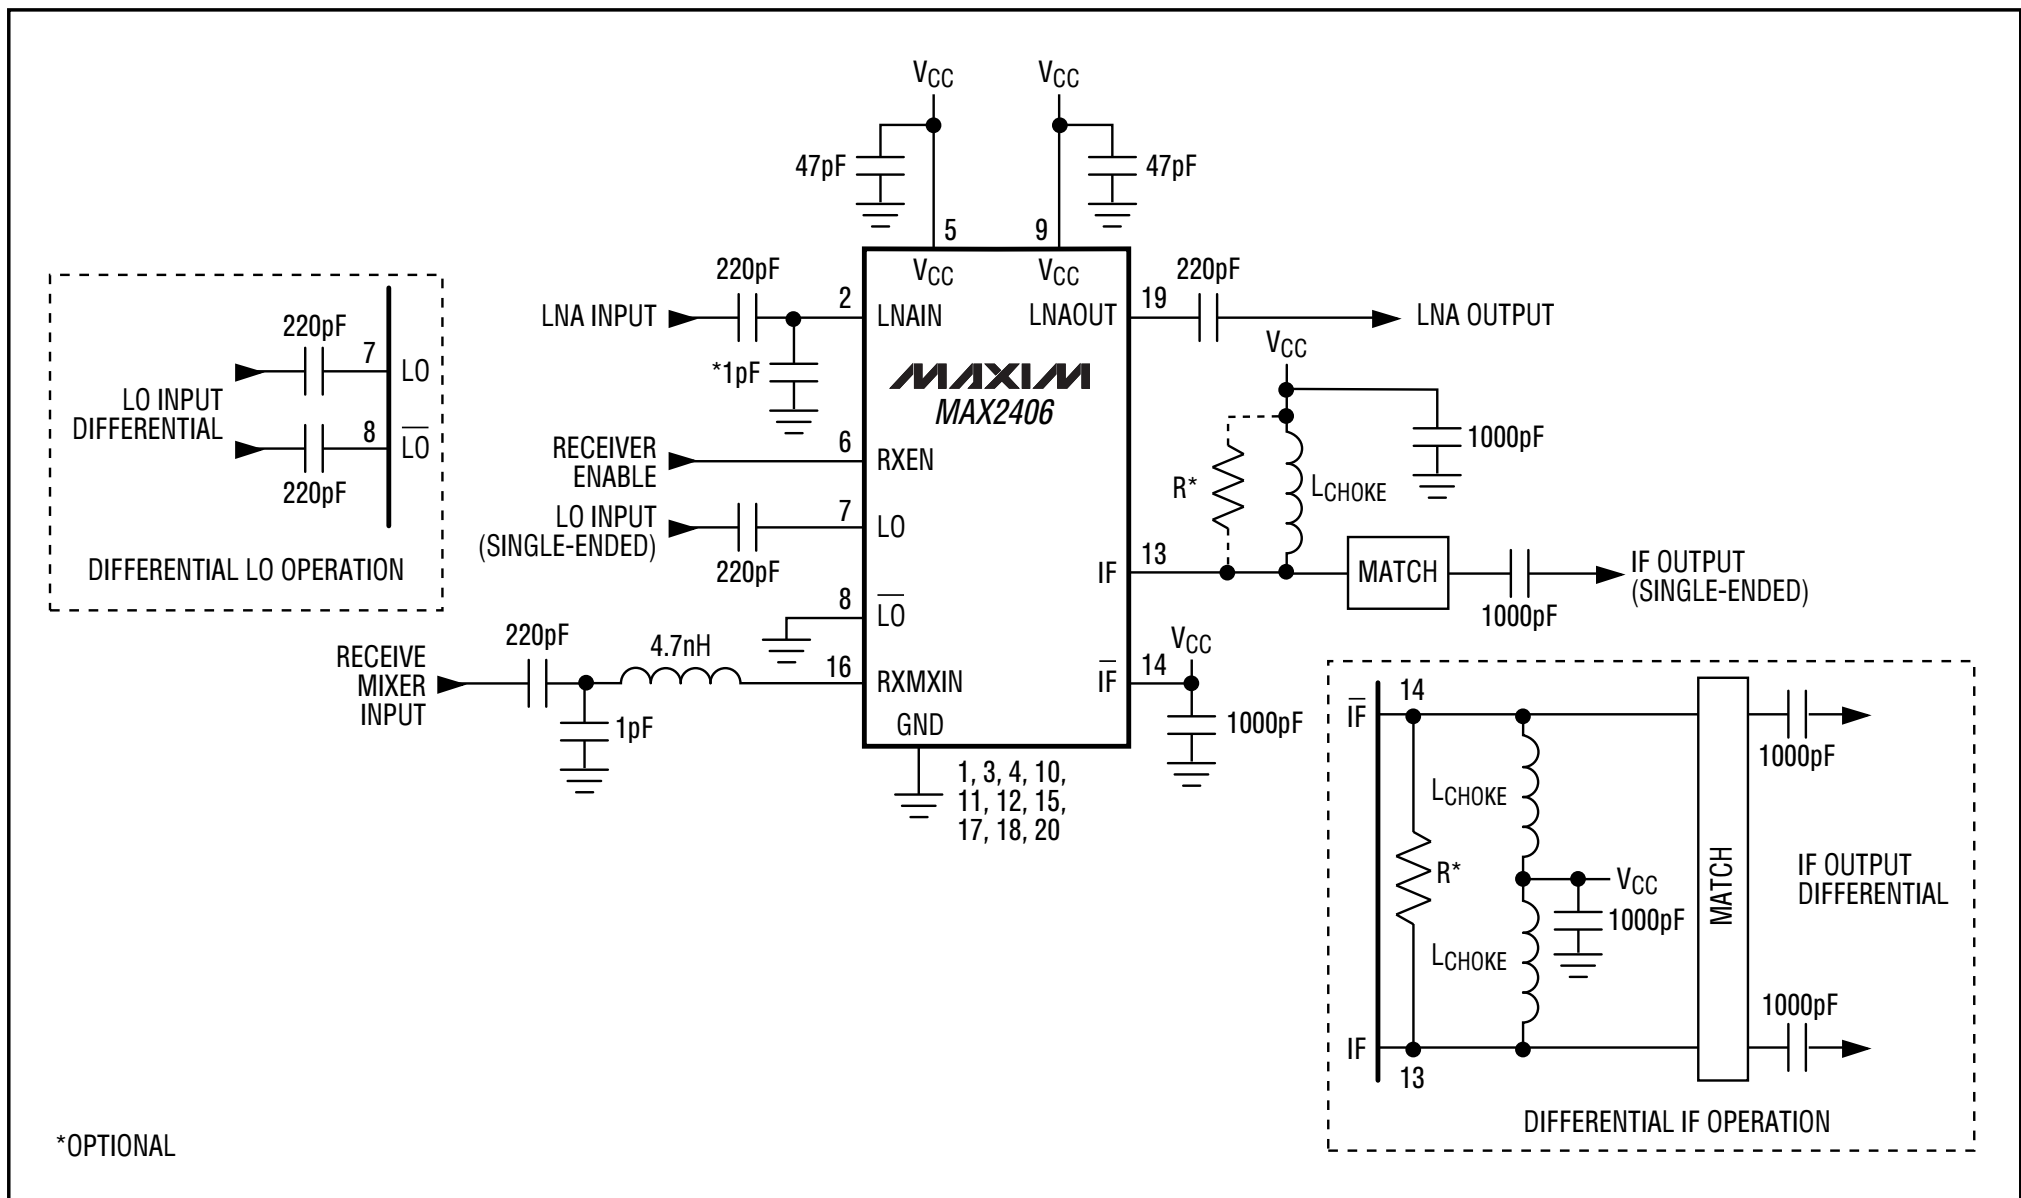 VCC
VCC
47pF
47pF
5
9
VCC
VCC
220pF
2
LNA INPUT
LNAIN
*1pF
LNAOUT
19
220pF
LNA OUTPUT
MAXIM
MAX2406
RECEIVER
ENABLE
6
RXEN
LO INPUT
(SINGLE-ENDED)
220pF
7
LO
8
L̅O̅
RECEIVE
MIXER
INPUT
220pF
4.7nH
1pF
16
RXMXIN
GND
1, 3, 4, 10,
11, 12, 15,
17, 18, 20
VCC
1000pF
R*
LCHOKE
IF
13
MATCH
1000pF
IF OUTPUT
(SINGLE-ENDED)
I̅F̅
14
VCC
1000pF
220pF
7
LO
LO INPUT
DIFFERENTIAL
8
L̅O̅
220pF
DIFFERENTIAL LO OPERATION
I̅F̅
14
1000pF
LCHOKE
R*
VCC
1000pF
LCHOKE
MATCH
IF OUTPUT
DIFFERENTIAL
1000pF
IF
13
DIFFERENTIAL IF OPERATION
*OPTIONAL